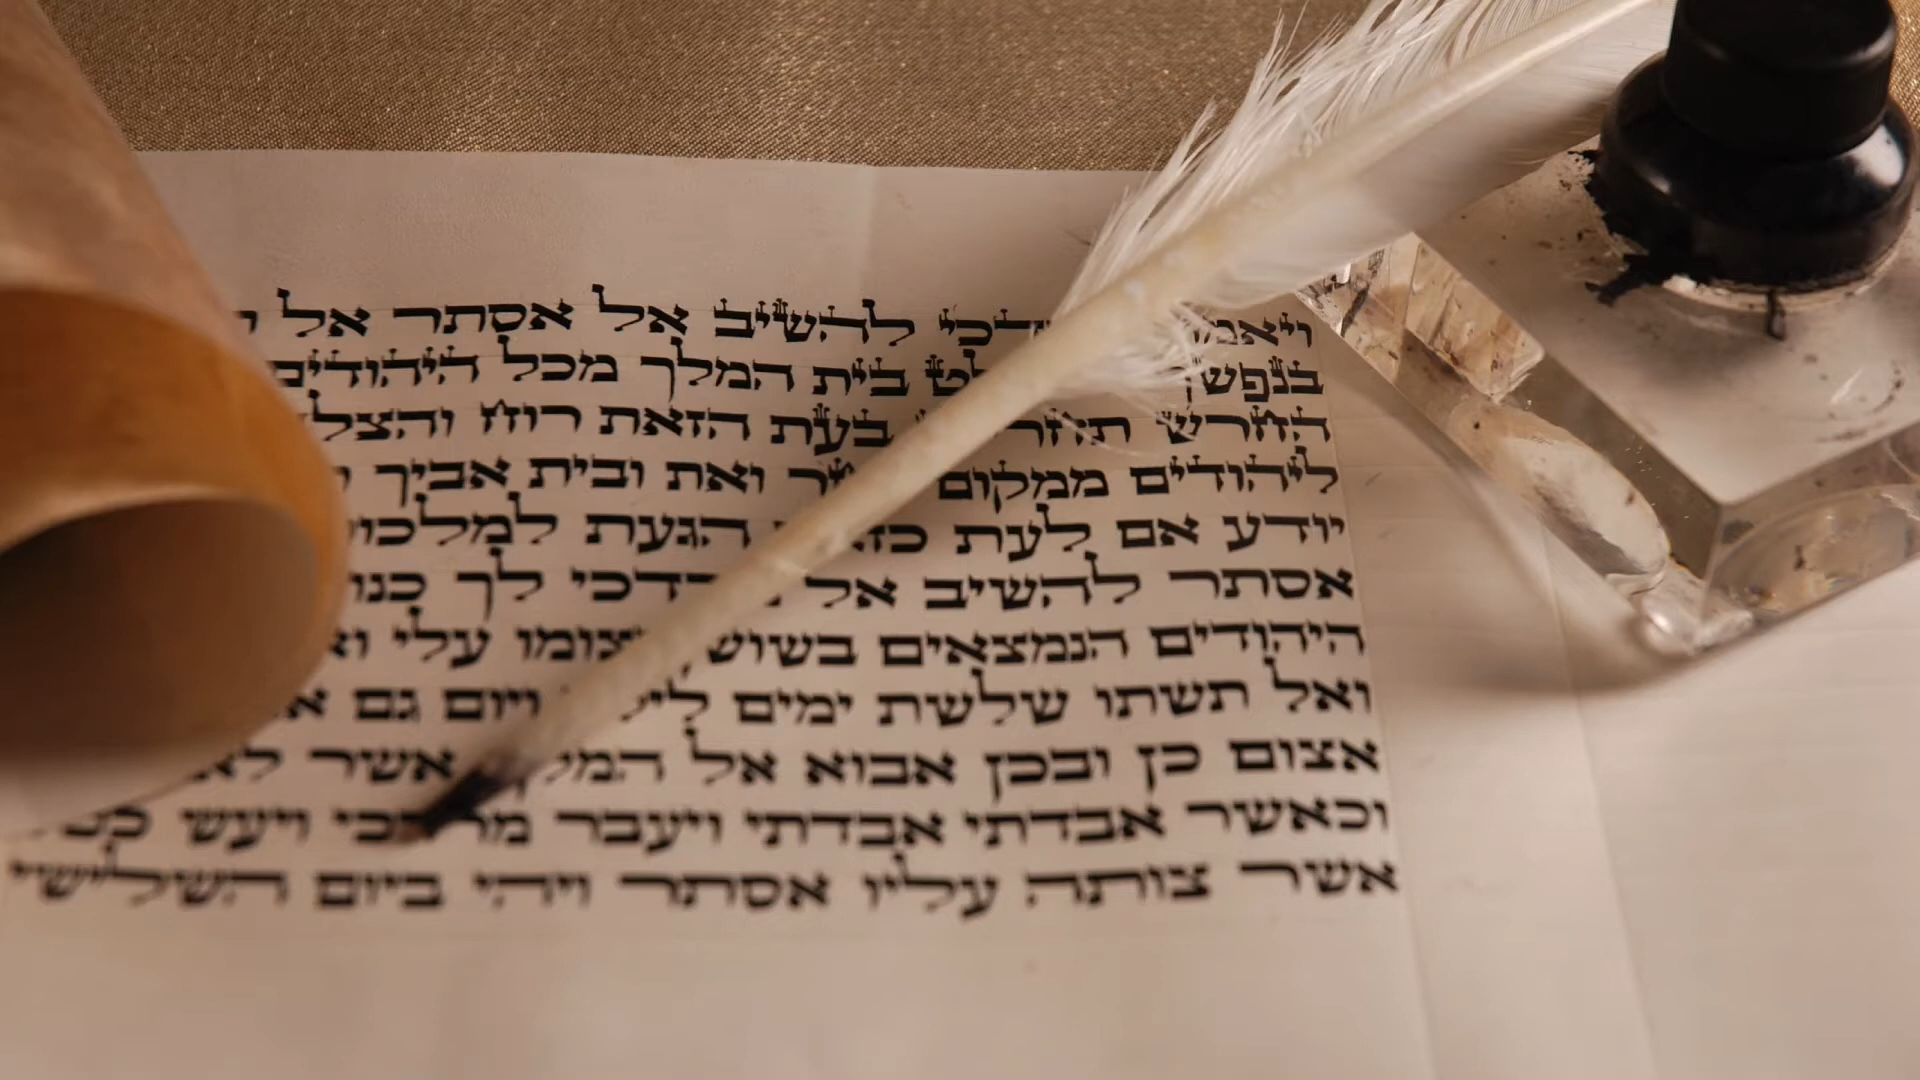 להשיב אל אסתר אל
בית המלך מכל היהודים
החרש בעת הזאת רוח
ליהודים ממקום ואת ובית אביך
יודע אם לעת הגעת
אסתר להשיב אל לך
היהודים הנמצאים עלי
ואל תשתו שלשת ימים ויום גם
אצום כן ובכן אבוא אל אשר
וכאשר אבדתי אבדתי ויעבר ויעש
אשר צותה עליו אסתר ויהי ביום השלישי